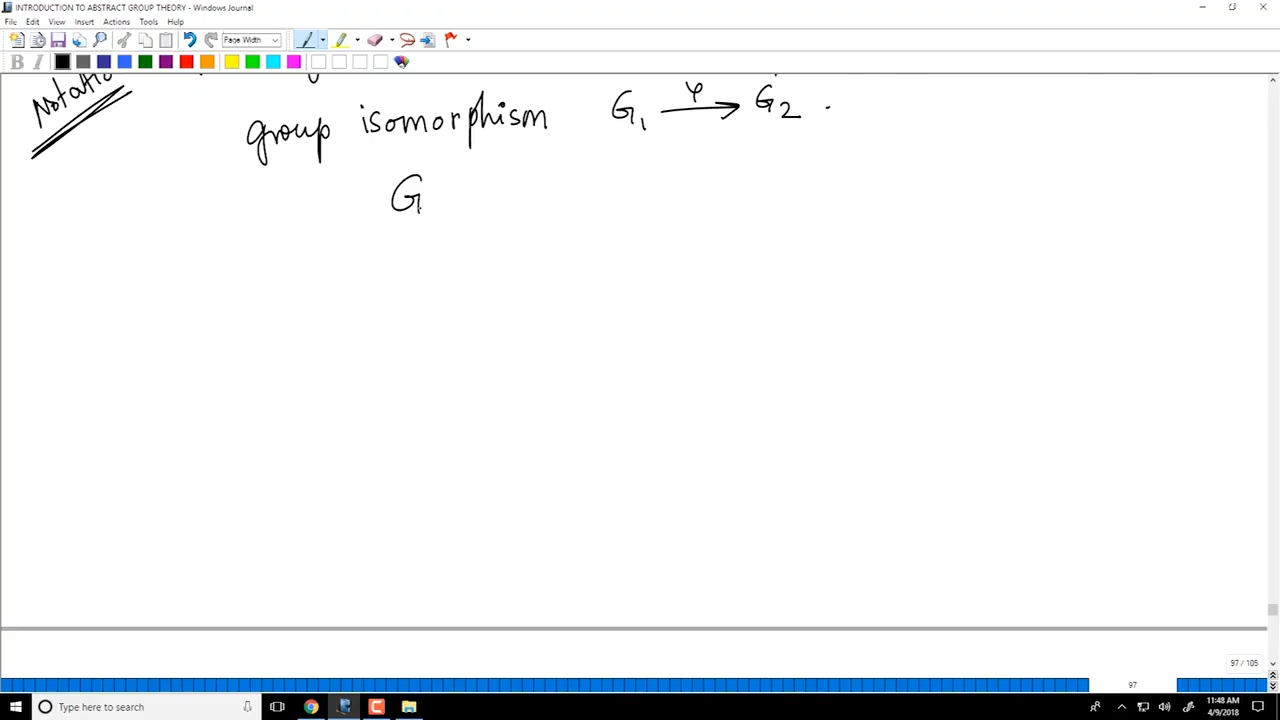 INTRODUCTION TO ABSTRACT GROUP THEORY - Windows Journal
File Edit View Insert Actions Tools Help
Page Width
B I
group isomorphism G₁ →^φ G₂ .
G
97 / 105
97
Type here to search
11:48 AM
4/9/2018